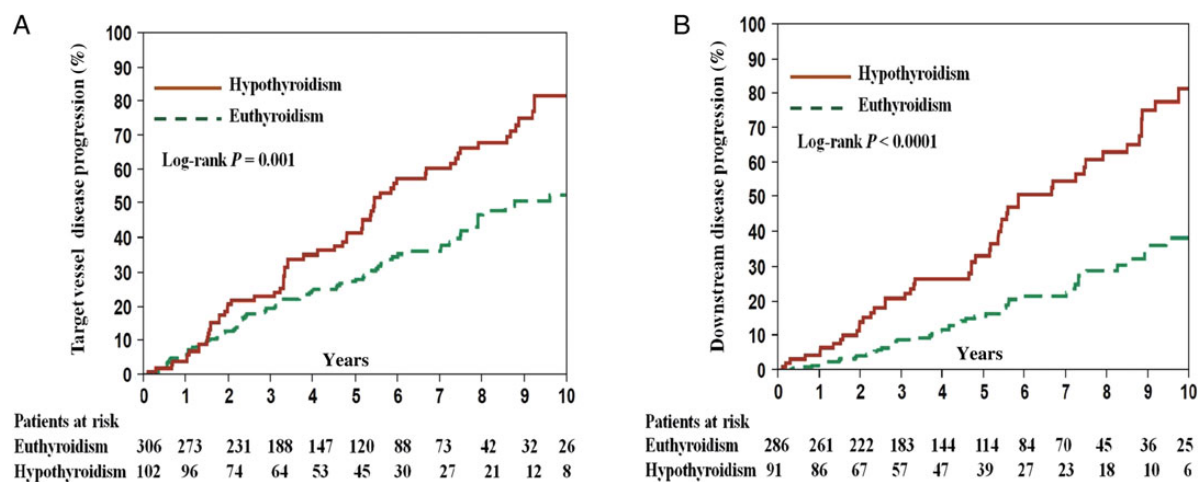 A
Target vessel disease progression (%)
100
90
80
70
60
50
40
30
20
10
0
Hypothyroidism
Euthyroidism
Log-rank P = 0.001
Years
0 1 2 3 4 5 6 7 8 9 10
Patients at risk
Euthyroidism 306 273 231 188 147 120 88 73 42 32 26
Hypothyroidism 102 96 74 64 53 45 30 27 21 12 8
B
Downstream disease progression (%)
100
90
80
70
60
50
40
30
20
10
0
Hypothyroidism
Euthyroidism
Log-rank P < 0.0001
Years
0 1 2 3 4 5 6 7 8 9 10
Patients at risk
Euthyroidism 286 261 222 183 144 114 84 70 45 36 25
Hypothyroidism 91 86 67 57 47 39 27 23 18 10 6